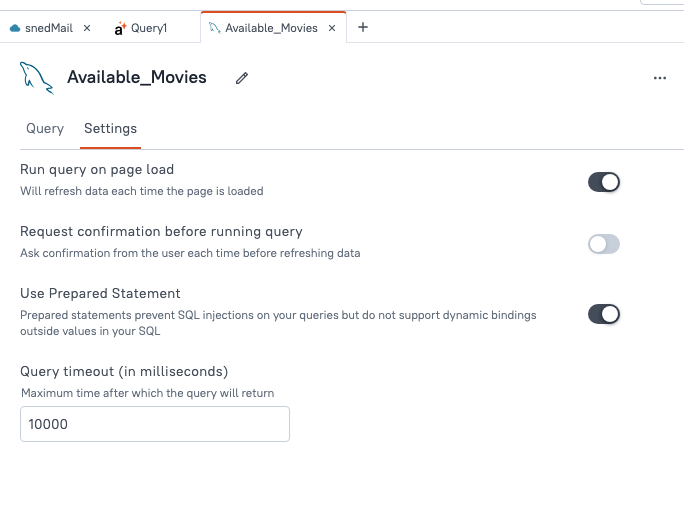 snedMail
Query1
Available_Movies
Available_Movies
Query
Settings
Run query on page load
Will refresh data each time the page is loaded
Request confirmation before running query
Ask confirmation from the user each time before refreshing data
Use Prepared Statement
Prepared statements prevent SQL injections on your queries but do not support dynamic bindings
outside values in your SQL
Query timeout (in milliseconds)
Maximum time after which the query will return
10000